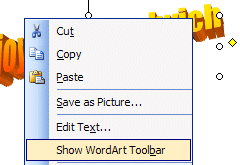 Cut
Copy
Paste
Save as Picture...
Edit Text...
Show WordArt Toolbar